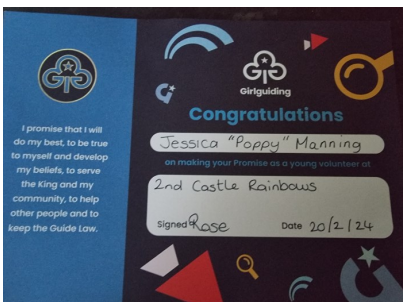 I promise that I will
do my best, to be true
to myself and develop
my beliefs, to serve
the King and my
community, to help
other people and to
keep the Guide Law.
Girlguiding
Congratulations
Jessica "Poppy" Manning
on making your Promise as a young volunteer at
2nd Castle Rainbows
Signed Rose Date 20/2/24